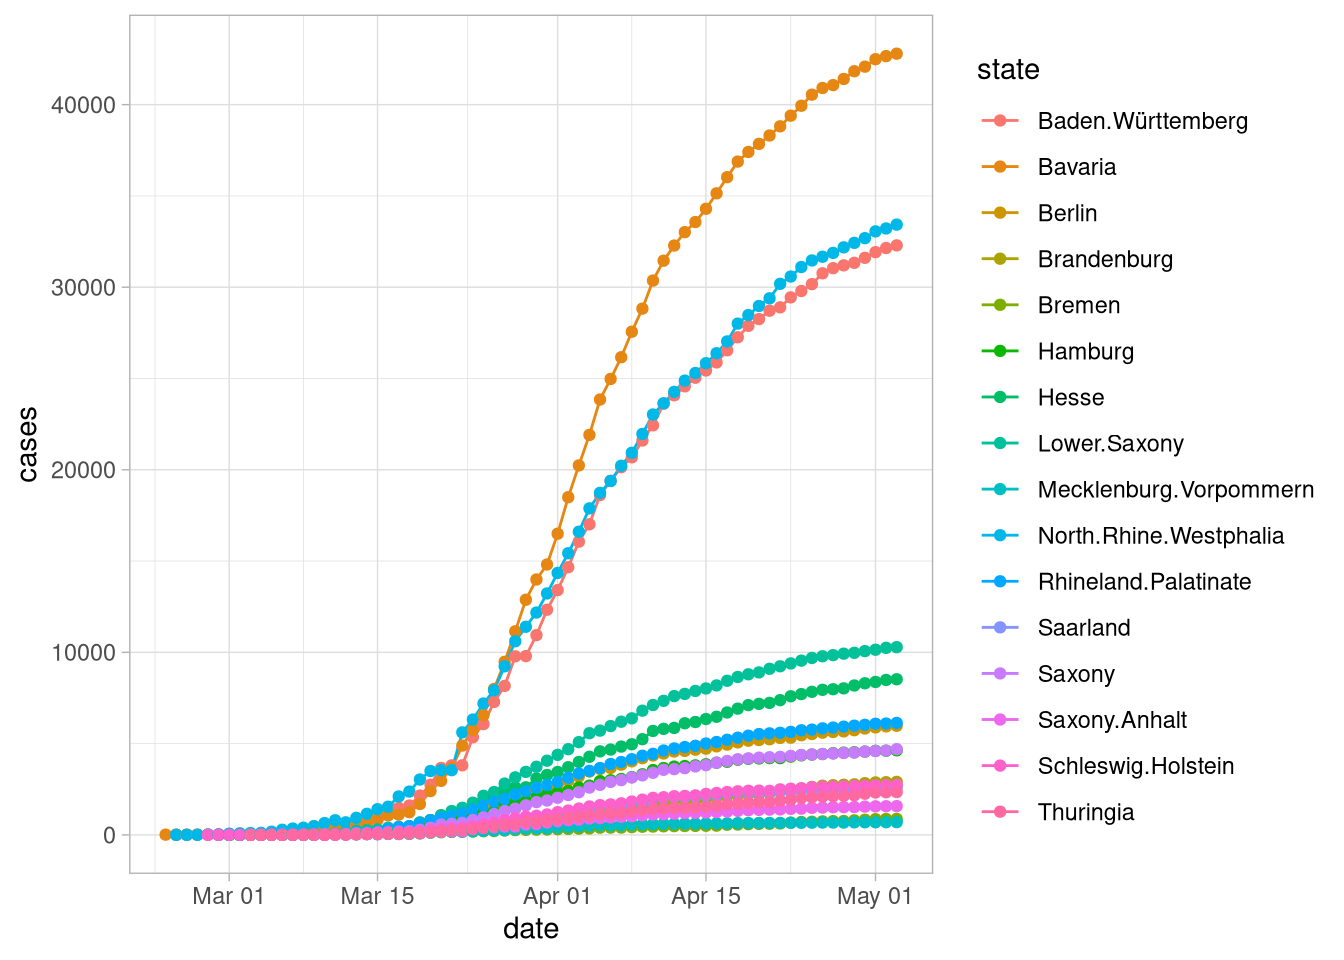 40000
30000
20000
10000
0
cases
Mar 01
Mar 15
Apr 01
Apr 15
May 01
date
state
Baden.Württemberg
Bavaria
Berlin
Brandenburg
Bremen
Hamburg
Hesse
Lower.Saxony
Mecklenburg.Vorpommern
North.Rhine.Westphalia
Rhineland.Palatinate
Saarland
Saxony
Saxony.Anhalt
Schleswig.Holstein
Thuringia